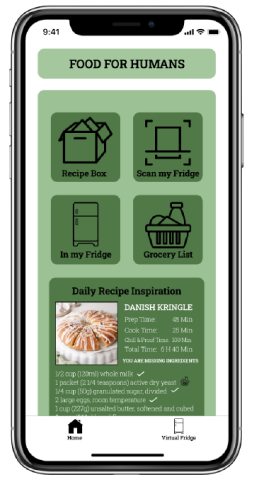 9:41
FOOD FOR HUMANS
Recipe Box
Scan my Fridge
In my Fridge
Grocery List
Daily Recipe Inspiration
DANISH KRINGLE
Prep Time: 45 Min
Cook Time: 25 Min
Chill & Proof Time: 330 Min
Total Time: 6 H 40 Min
YOU ARE MISSING INGREDIENTS
1/2 cup (120ml) whole milk
1 packet (2 1/4 teaspoons) active dry yeast
1/4 cup (50g) granulated sugar, divided
2 large eggs, room temperature
1 cup (227g) unsalted butter, softened and cubed
Home
Virtual Fridge